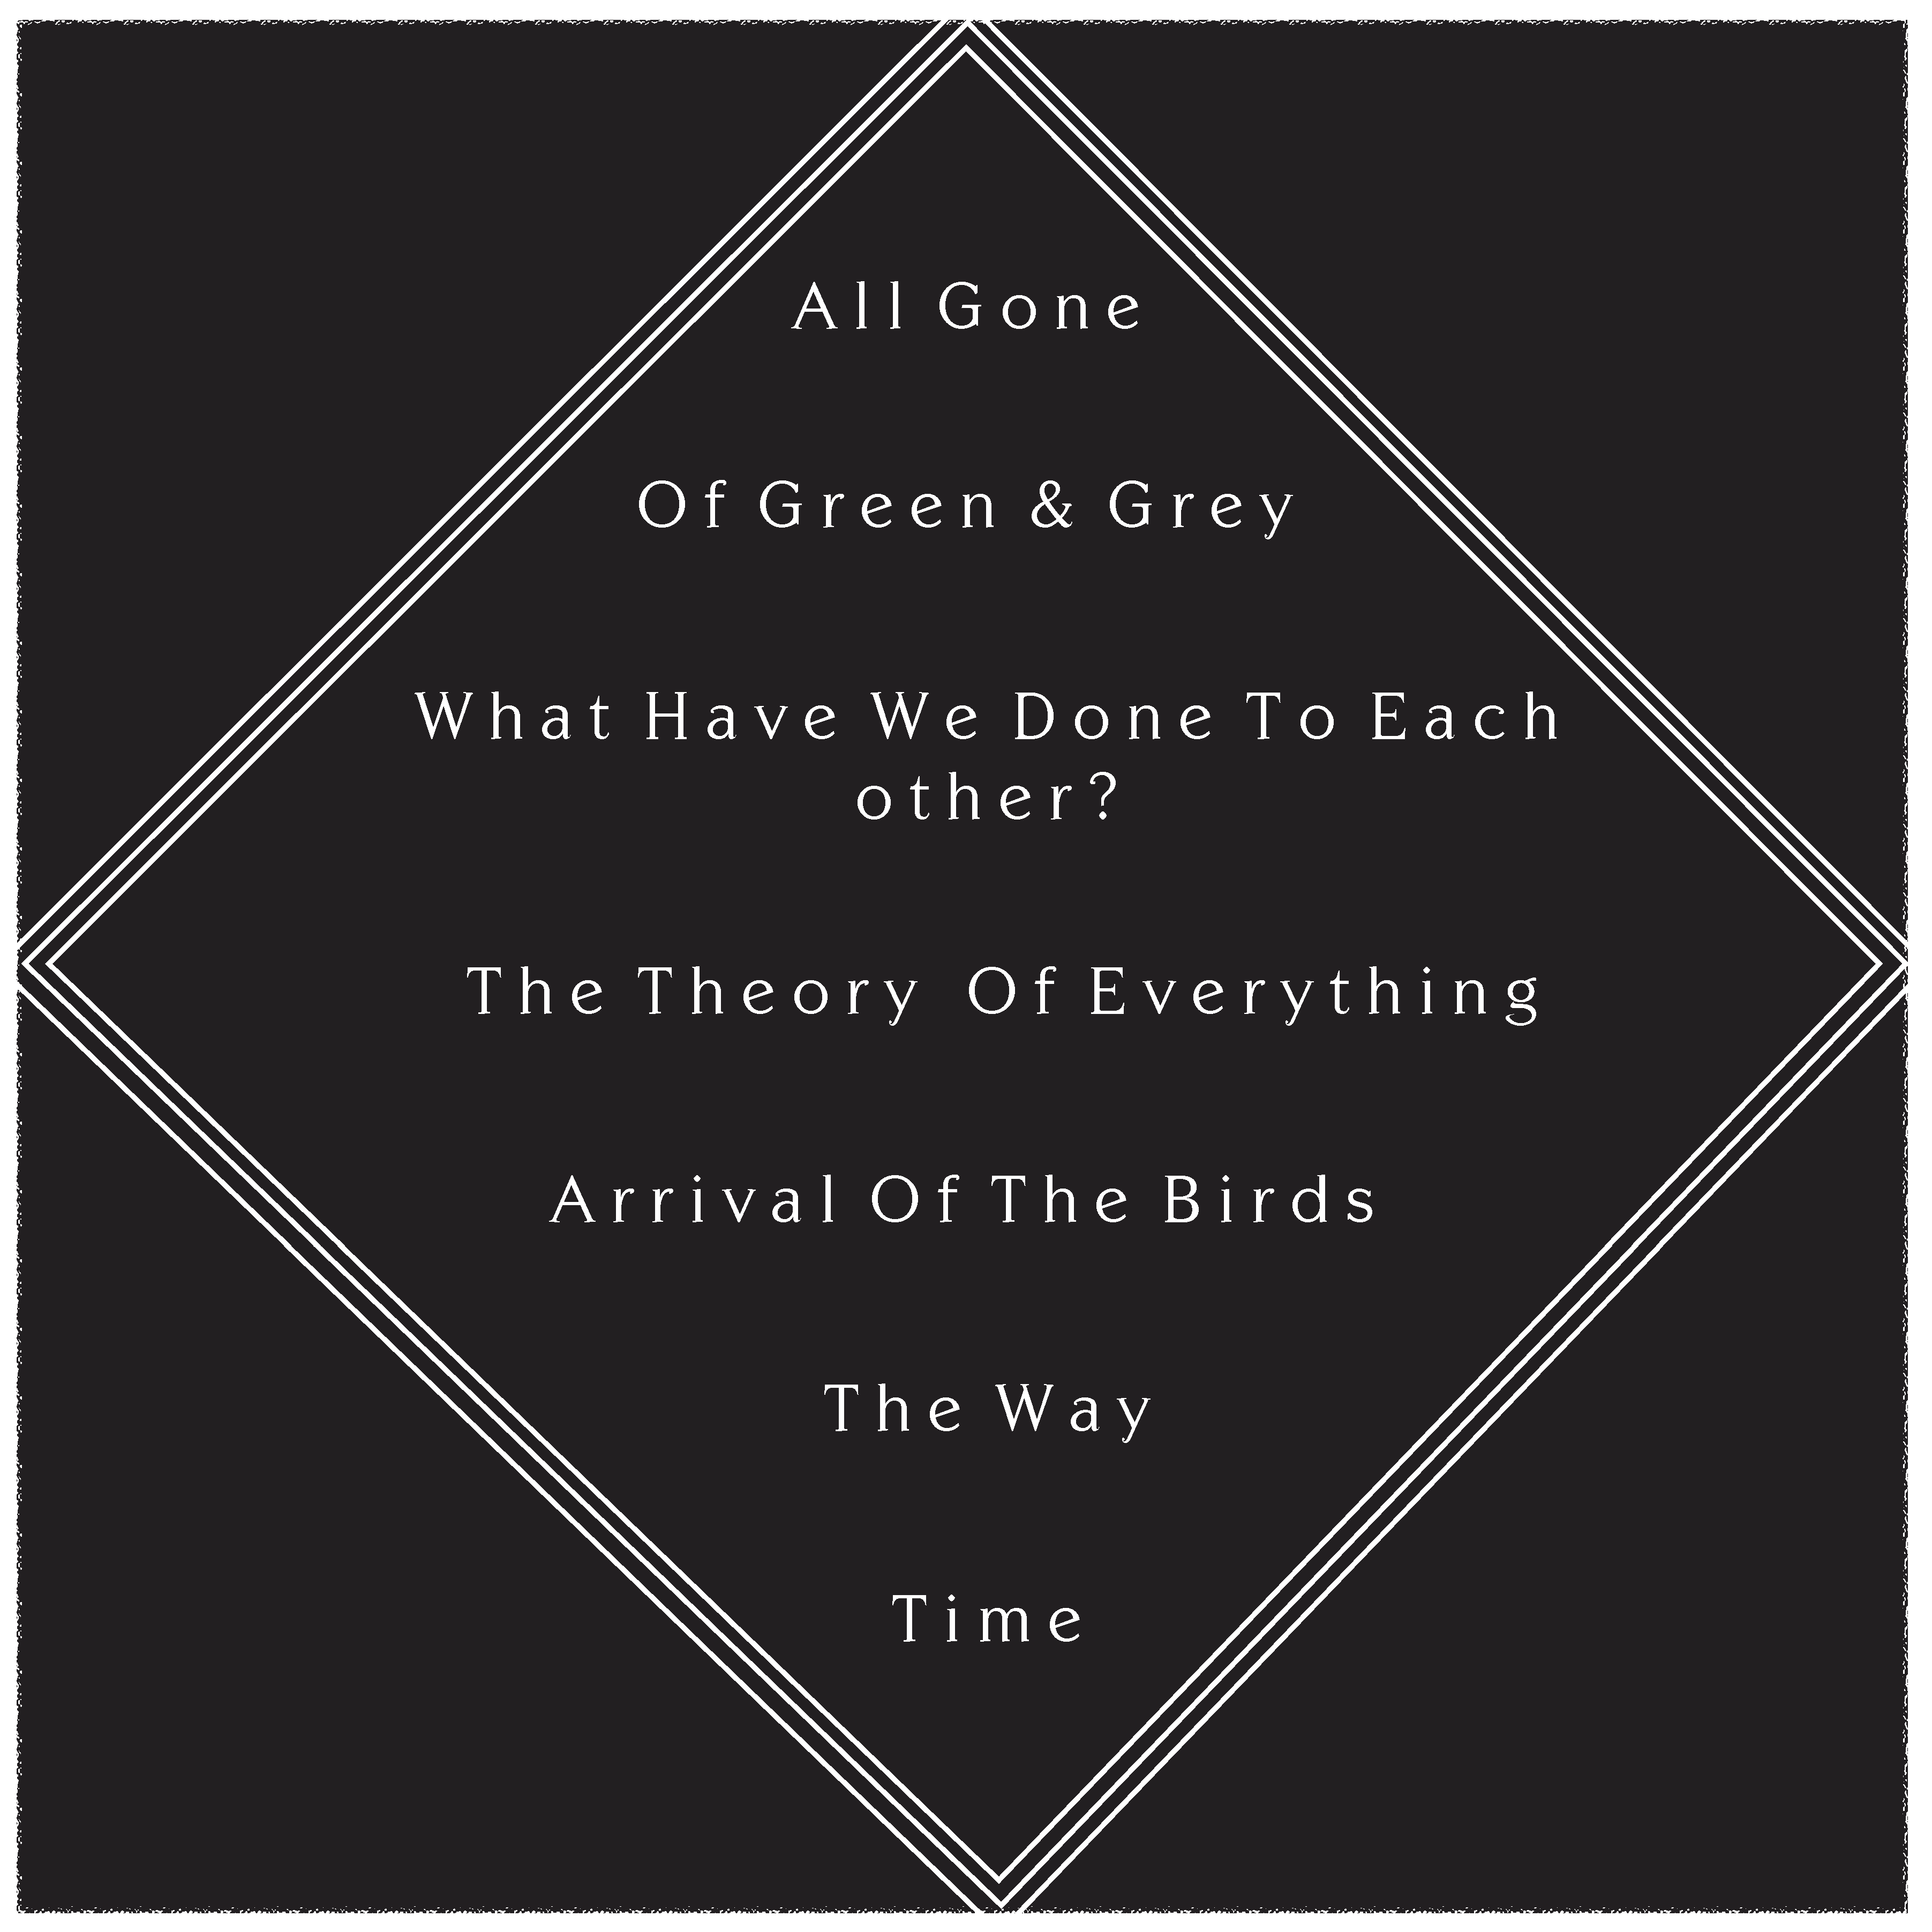 All Gone
Of Green & Grey
What Have We Done To Each
other?
The Theory Of Everything
Arrival Of The Birds
The Way
Time